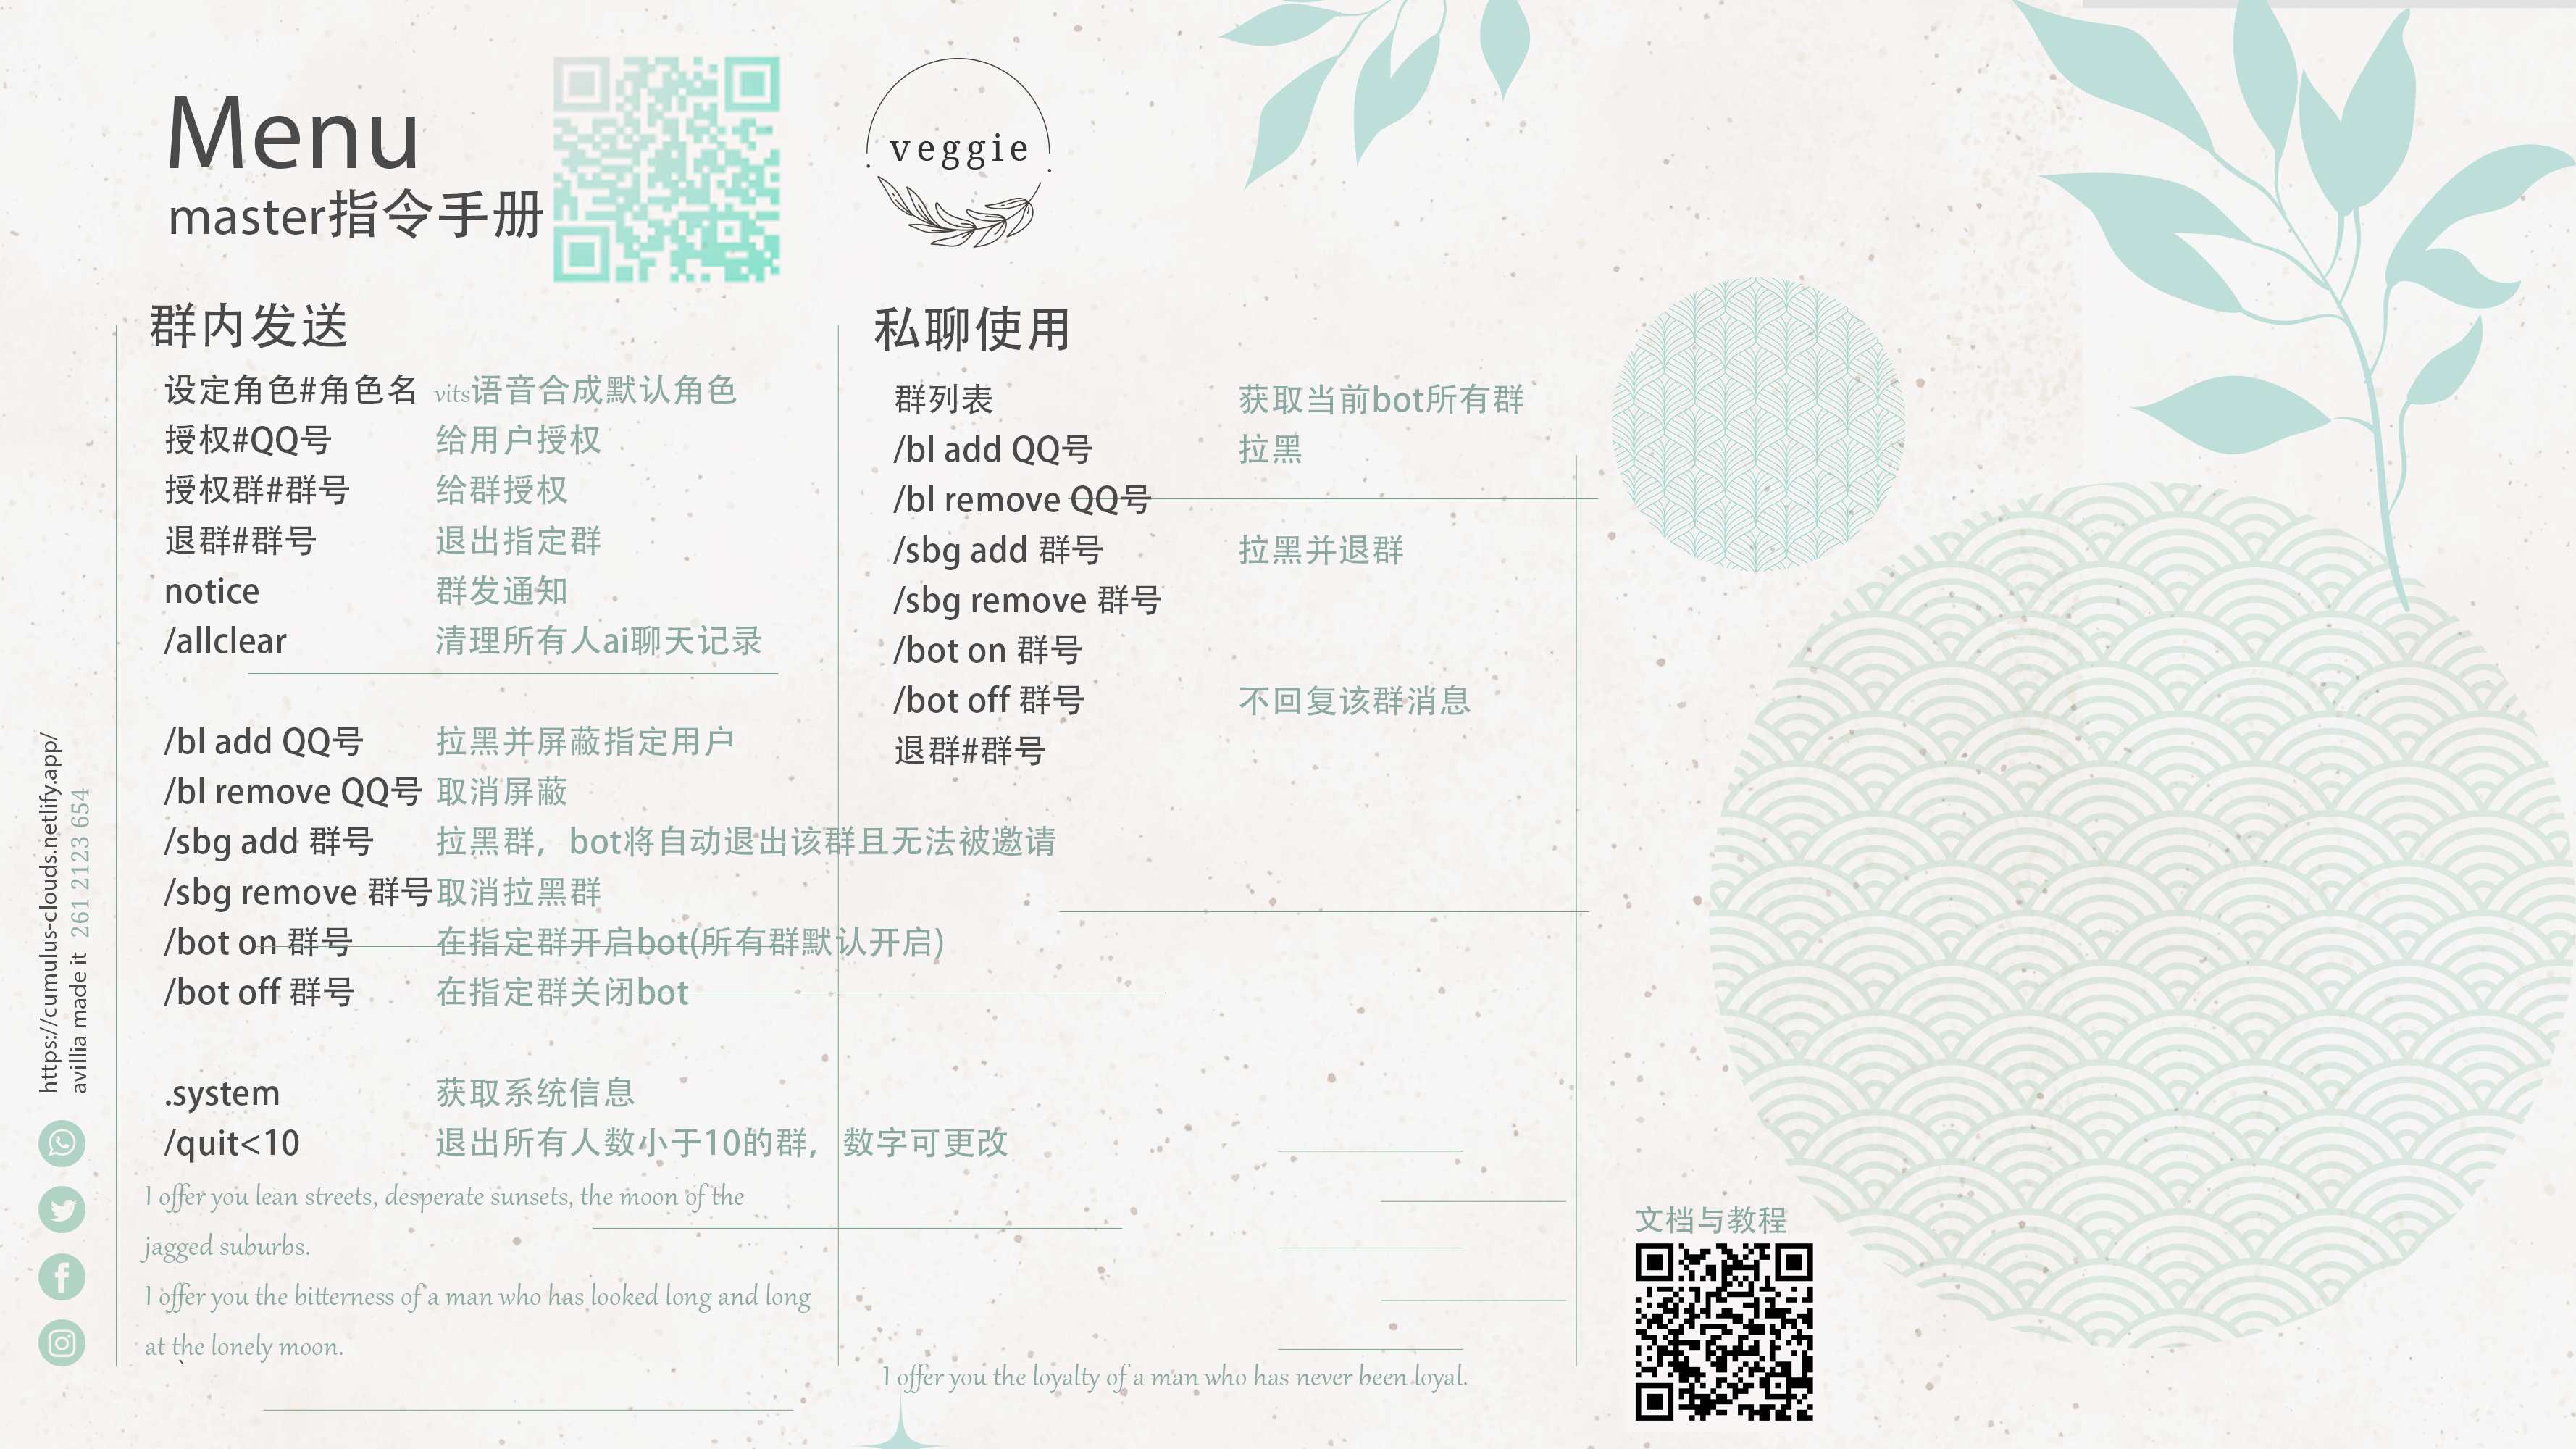 Menu
master指令手册
veggie
群内发送
设定角色#角色名 vits语音合成默认角色
授权#QQ号 给用户授权
授权群#群号 给群授权
退群#群号 退出指定群
notice 群发通知
/allclear 清理所有人ai聊天记录
/bl add QQ号 拉黑并屏蔽指定用户
/bl remove QQ号 取消屏蔽
/sbg add 群号 拉黑群，bot将自动退出该群且无法被邀请
/sbg remove 群号 取消拉黑群
/bot on 群号 在指定群开启bot(所有群默认开启)
/bot off 群号 在指定群关闭bot
.system 获取系统信息
/quit<10 退出所有人数小于10的群，数字可更改
I offer you lean streets, desperate sunsets, the moon of the
jagged suburbs.
I offer you the bitterness of a man who has looked long and long
at the lonely moon.
私聊使用
群列表 获取当前bot所有群
/bl add QQ号 拉黑
/bl remove QQ号
/sbg add 群号 拉黑并退群
/sbg remove 群号
/bot on 群号
/bot off 群号 不回复该群消息
退群#群号
I offer you the loyalty of a man who has never been loyal.
文档与教程
https://cumulus-clouds.netlify.app/
avillia made it 261 2123 654